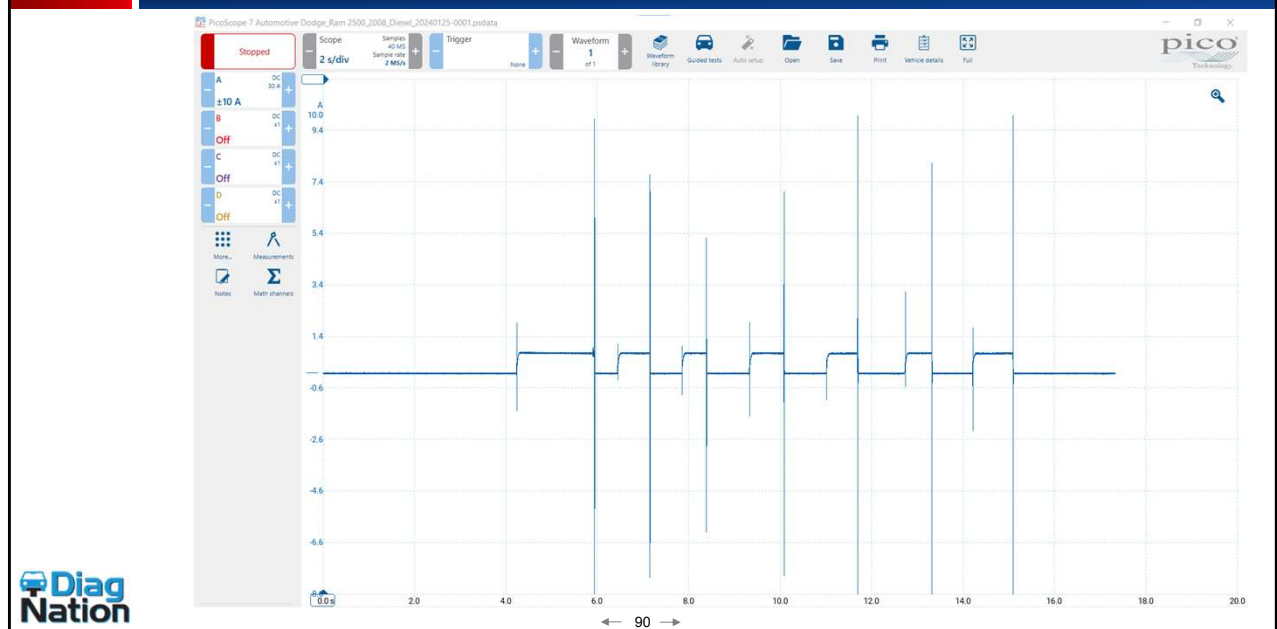 PicoScope 7 Automotive Dodge_Ram 2500_2008_Diesel_20240125-0001.psdata
Stopped
Scope
2 s/div
Samples
40 MS
Sample rate
2 MS/s
Trigger
None
Waveform
1
of 1
Waveform
library
Guided tests
Auto setup
Open
Save
Print
Vehicle details
Full
pico
Technology
A
DC
30 A
±10 A
B
DC
x1
Off
C
DC
x1
Off
D
DC
x1
Off
More...
Measurements
Notes
Math channels
A
10.0
9.4
7.4
5.4
3.4
1.4
-0.6
-2.6
-4.6
-6.6
0.0 s
2.0
4.0
6.0
8.0
10.0
12.0
14.0
16.0
18.0
20.0
Diag
Nation
← 90 →